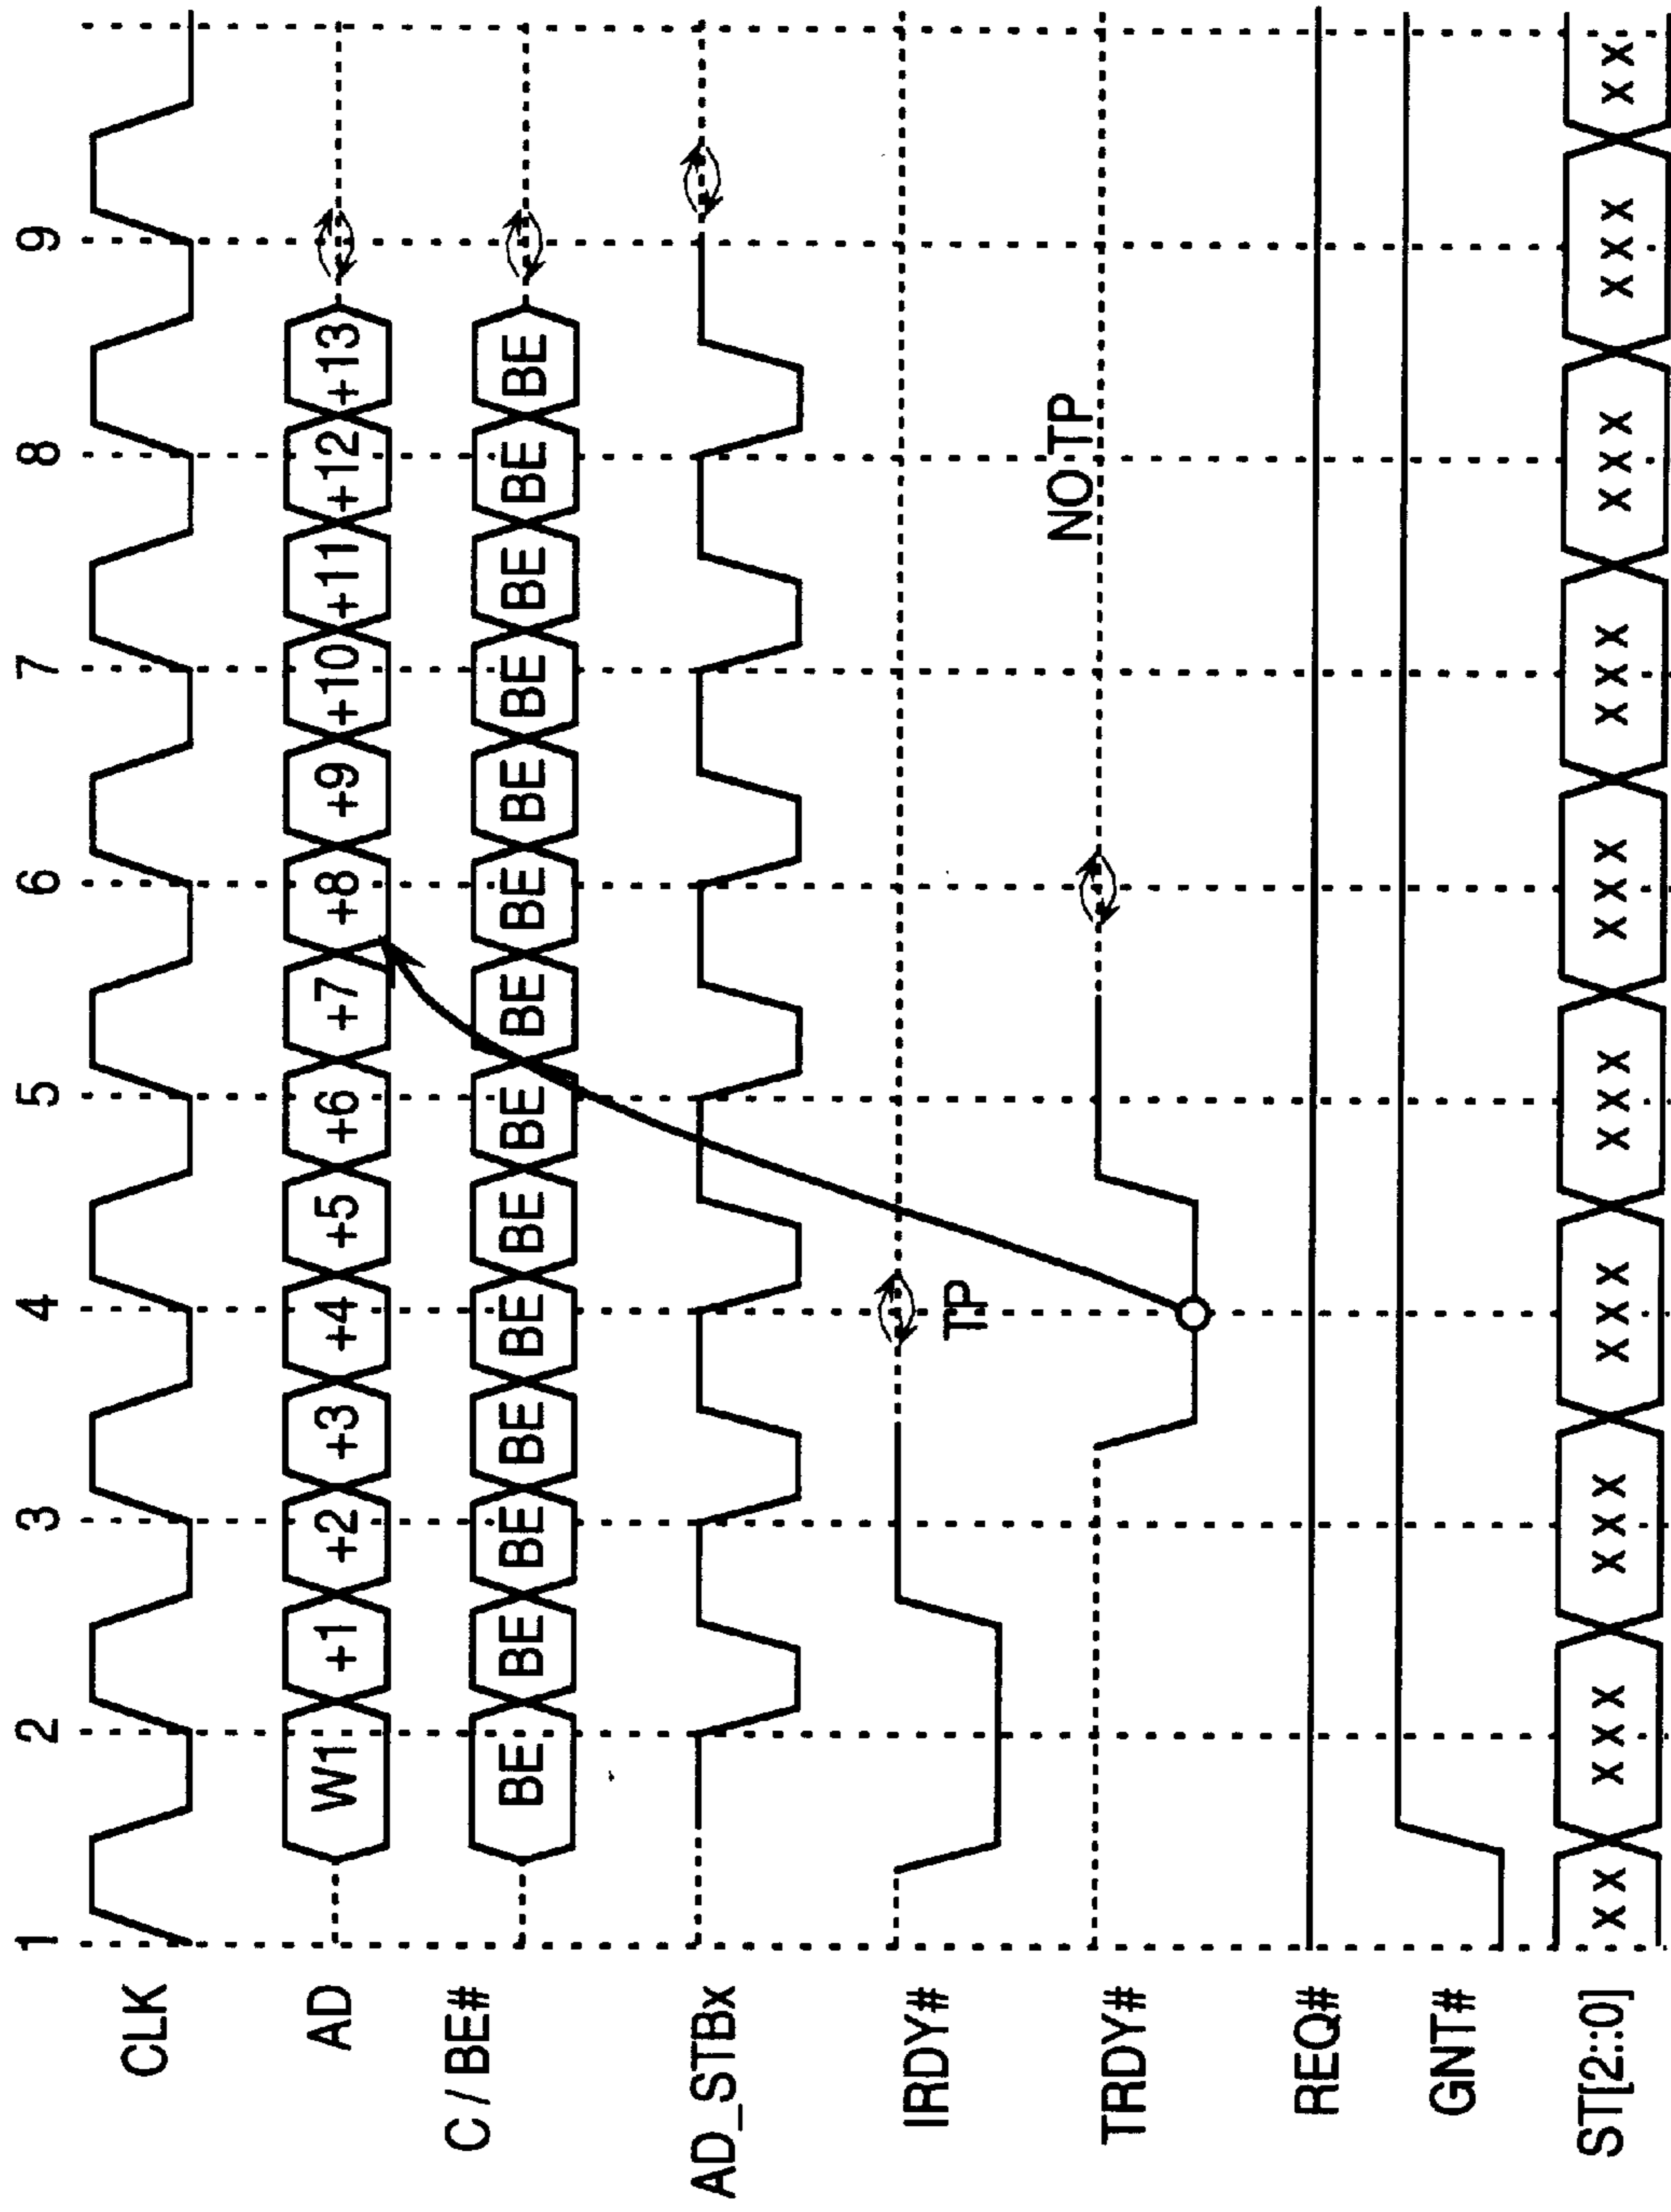 1 2 3 4 5 6 7 8 9
CLK
AD W1 +1 +2 +3 +4 +5 +6 +7 +8 +9 +10 +11 +12 +13
C / BE# BE BE BE BE BE BE BE BE BE BE BE BE BE BE
AD_STBx
IRDY#
TP
NO TP
TRDY#
REQ#
GNT#
ST[2::0] XX XXX XXX XXX XXX XXX XXX XXX XXX XX